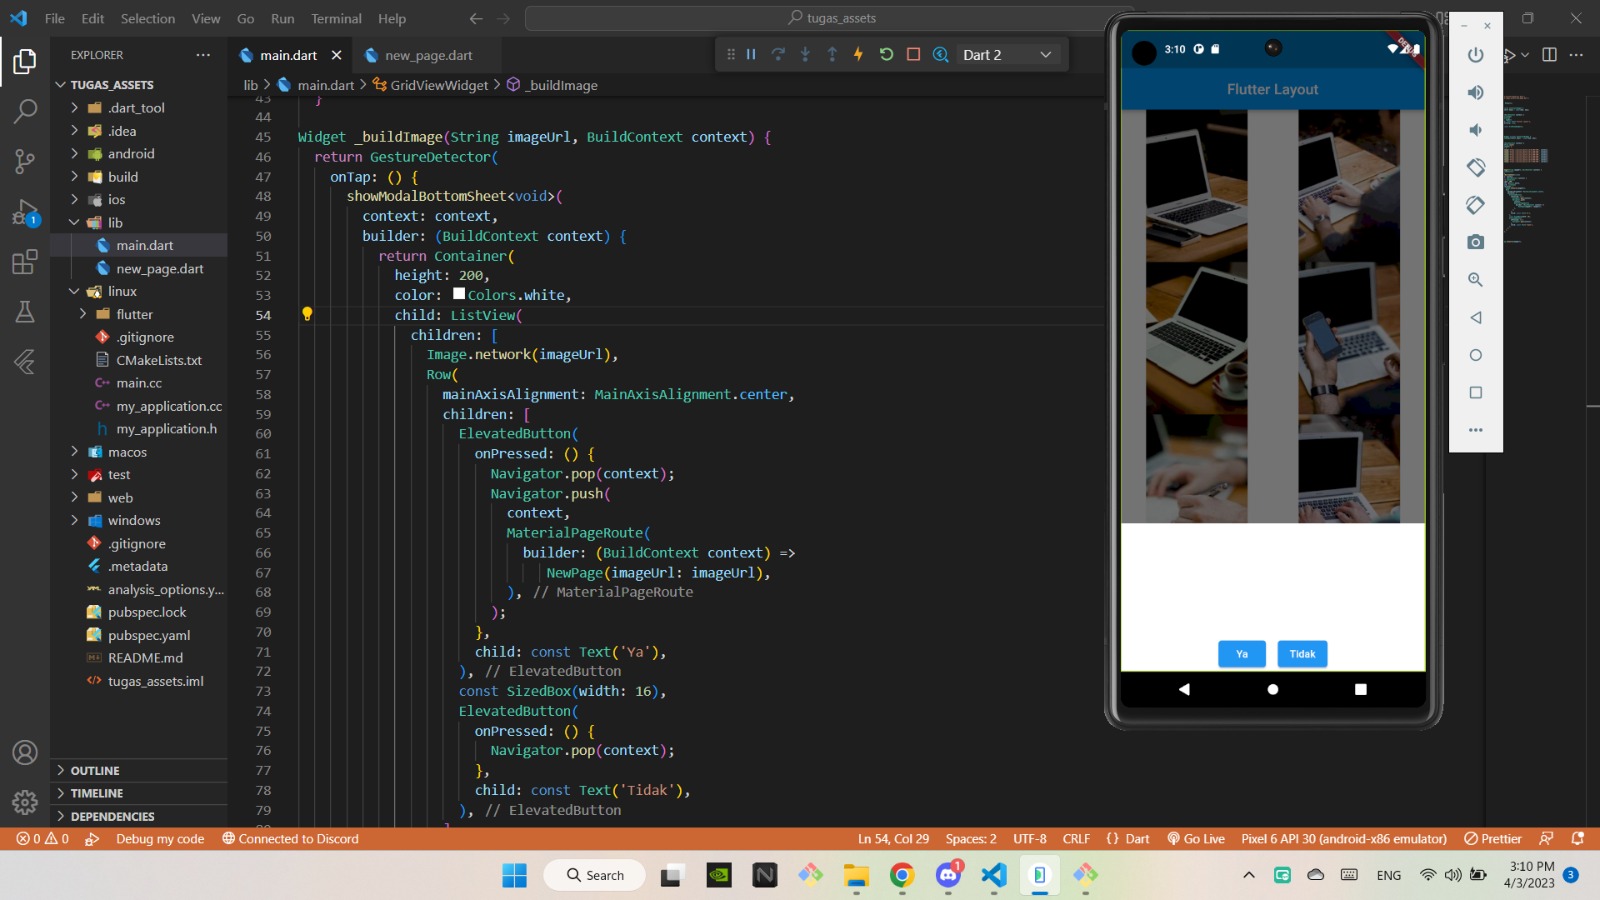 File Edit Selection View Go Run Terminal Help
tugas_assets
EXPLORER
TUGAS_ASSETS
.dart_tool
.idea
android
build
ios
1
lib
main.dart
new_page.dart
linux
flutter
.gitignore
CMakeLists.txt
main.cc
my_application.cc
my_application.h
macos
test
web
windows
.gitignore
.metadata
analysis_options.y...
pubspec.lock
pubspec.yaml
README.md
tugas_assets.iml
OUTLINE
TIMELINE
DEPENDENCIES
main.dart new_page.dart
Dart 2
lib > main.dart > GridViewWidget > _buildImage
43 }
44
45 Widget _buildImage(String imageUrl, BuildContext context) {
46 return GestureDetector(
47 onTap: () {
48 showModalBottomSheet<void>(
49 context: context,
50 builder: (BuildContext context) {
51 return Container(
52 height: 200,
53 color: Colors.white,
54 child: ListView(
55 children: [
56 Image.network(imageUrl),
57 Row(
58 mainAxisAlignment: MainAxisAlignment.center,
59 children: [
60 ElevatedButton(
61 onPressed: () {
62 Navigator.pop(context);
63 Navigator.push(
64 context,
65 MaterialPageRoute(
66 builder: (BuildContext context) =>
67 NewPage(imageUrl: imageUrl),
68 ), // MaterialPageRoute
69 );
70 },
71 child: const Text('Ya'),
72 ), // ElevatedButton
73 const SizedBox(width: 16),
74 ElevatedButton(
75 onPressed: () {
76 Navigator.pop(context);
77 },
78 child: const Text('Tidak'),
79 ), // ElevatedButton
3:10
DEBUG
Flutter Layout
Ya Tidak
0 0 Debug my code Connected to Discord
Ln 54, Col 29 Spaces: 2 UTF-8 CRLF {} Dart Go Live Pixel 6 API 30 (android-x86 emulator) Prettier
Search
1
ENG
3:10 PM
4/3/2023
3